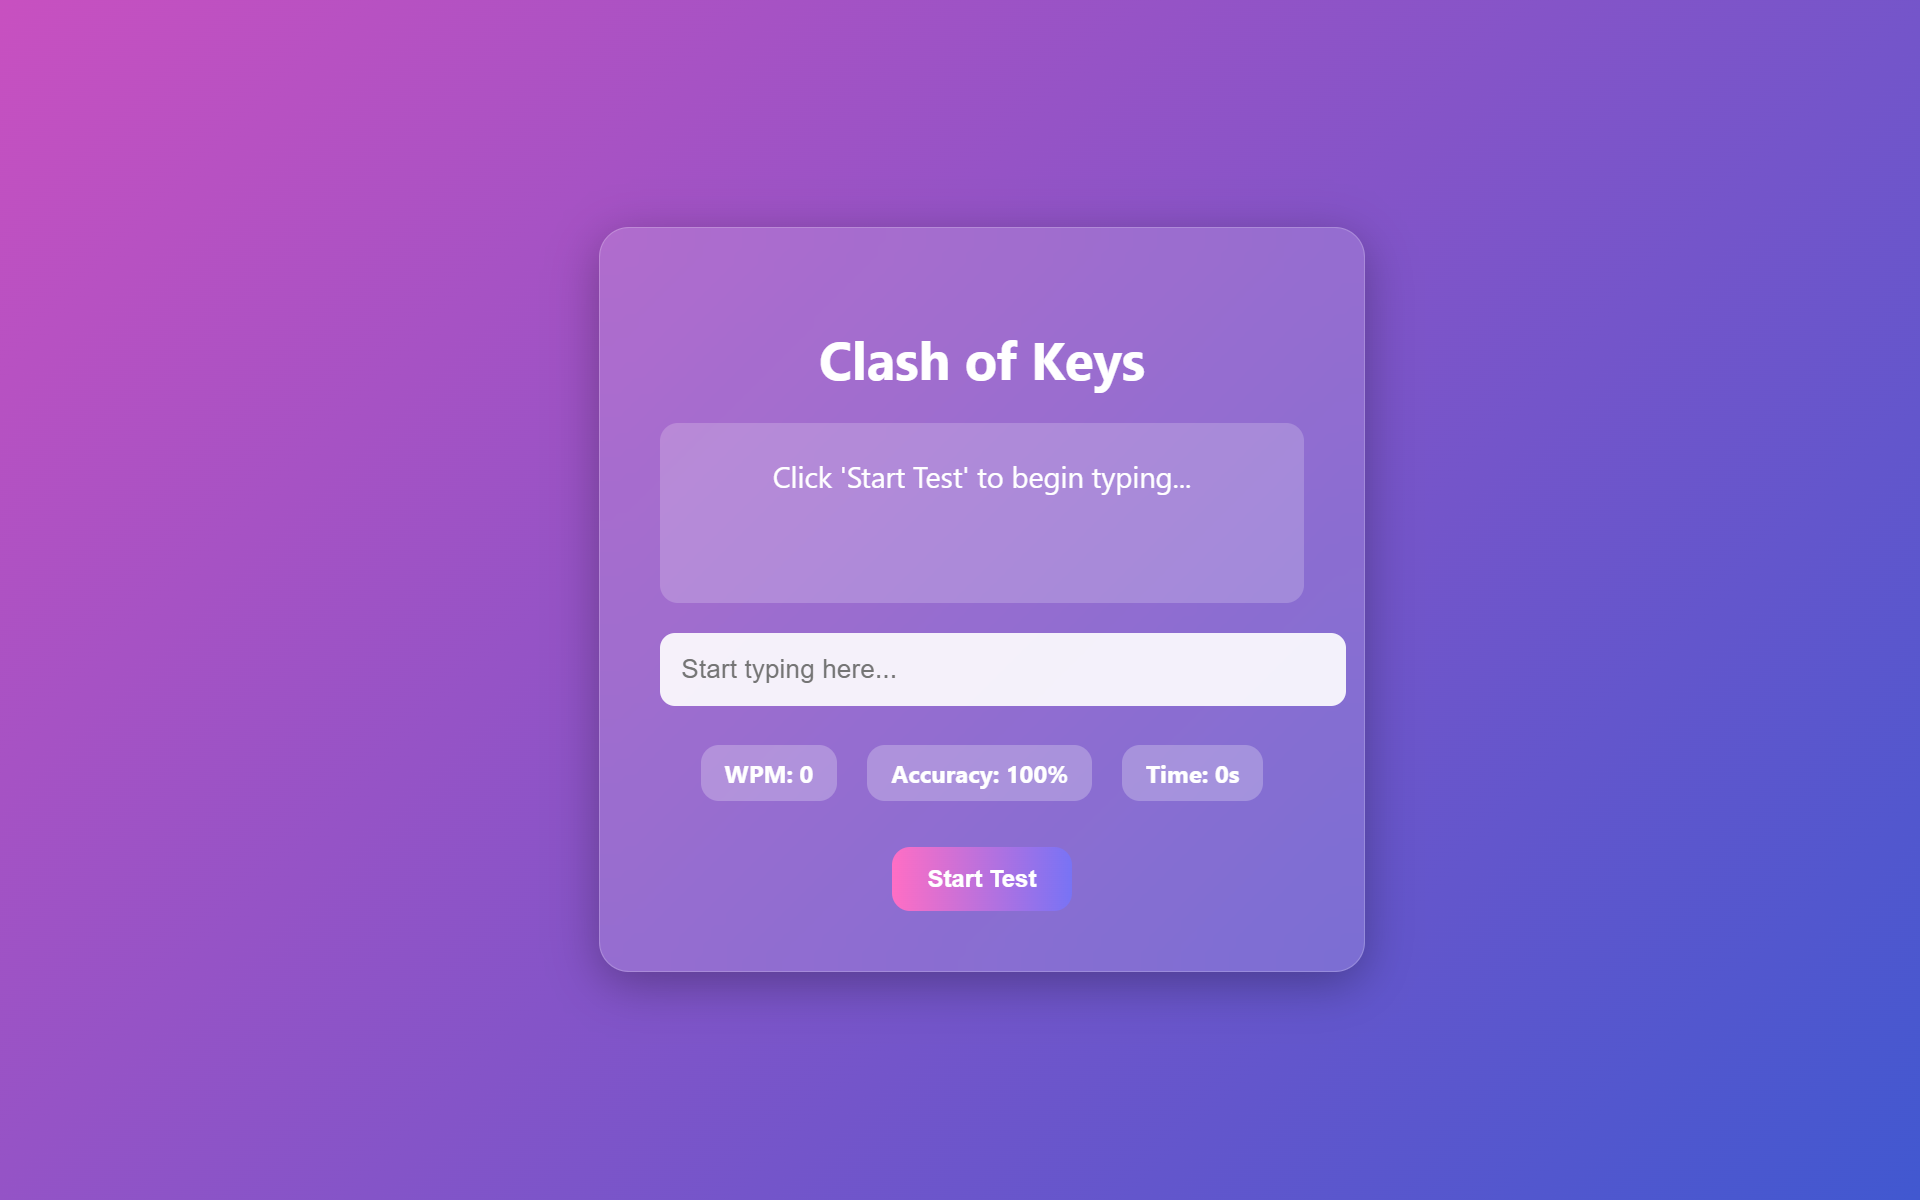 Clash of Keys
Click 'Start Test' to begin typing...
Start typing here...
WPM: 0 Accuracy: 100% Time: 0s
Start Test